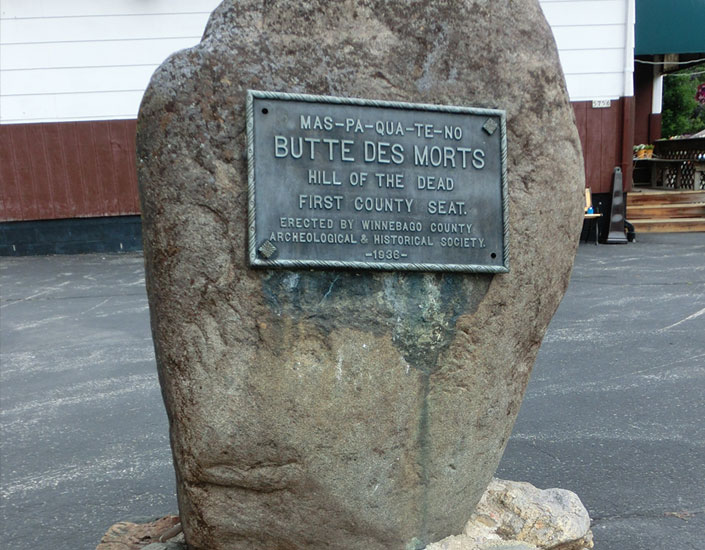 MAS-PA-QUA-TE-NO
BUTTE DES MORTS
HILL OF THE DEAD
FIRST COUNTY SEAT.
ERECTED BY WINNEBAGO COUNTY
ARCHEOLOGICAL & HISTORICAL SOCIETY.
-1936-